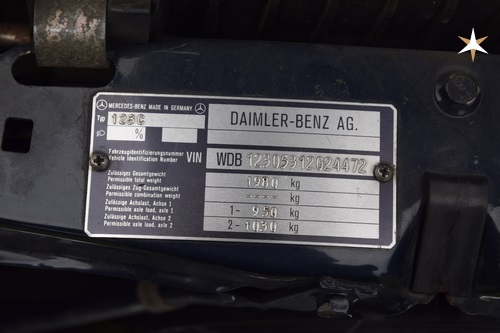 MERCEDES-BENZ MADE IN GERMANY
Typ 123C
%
DAIMLER-BENZ AG.
Fahrzeugidentifizierungsnummer
Vehicle Identification Number VIN WDB 12305312024472
Zulässiges Gesamtgewicht
Permissible total weight 1980 kg
Zulässiges Zug-Gesamtgewicht
Permissible combination weight ---- kg
Zulässige Achslast, Achse 1
Permissible axle load, axle 1 1- 950 kg
Zulässige Achslast, Achse 2
Permissible axle load, axle 2 2- 1030 kg